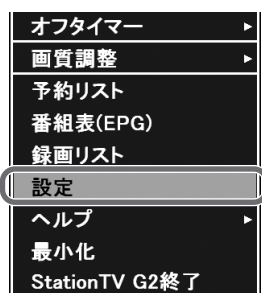 オフタイマー
画質調整
予約リスト
番組表(EPG)
録画リスト
設定
ヘルプ
最小化
StationTV G2終了